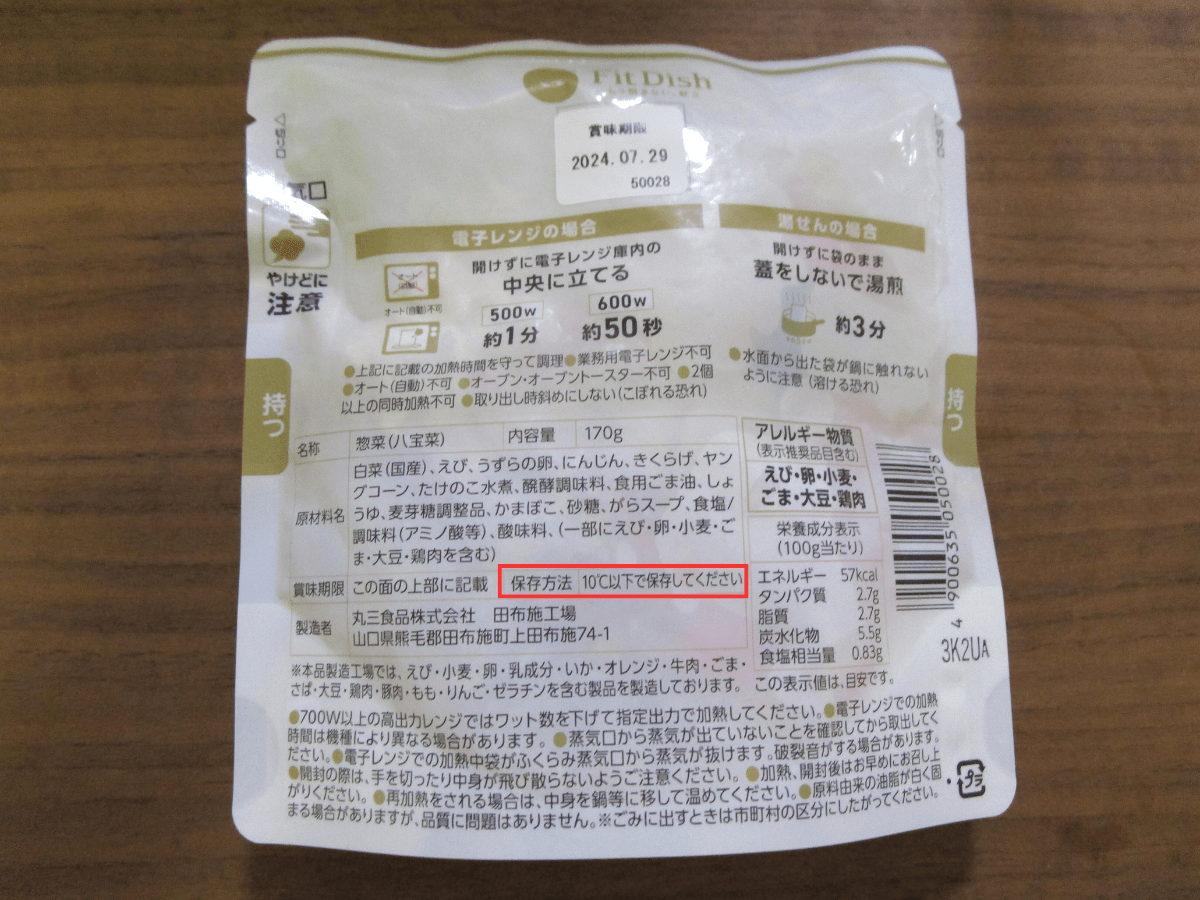 FitDish
賞味期限
2024.07.29
50028
気口
やけどに
注意
電子レンジの場合
オート(自動)不可
開けずに電子レンジ庫内の
中央に立てる
500w
約1分
600w
約50秒
●上記に記載の加熱時間を守って調理●業務用電子レンジ不可
●オート(自動)不可 ●オーブン・オーブントースター不可 ●2個
以上の同時加熱不可 ●取り出し時斜めにしない(こぼれる恐れ)
湯せんの場合
開けずに袋のまま
蓋をしないで湯煎
約3分
●水面から出た袋が鍋に触れない
ように注意(溶ける恐れ)
持つ
持つ
名称 惣菜(八宝菜) 内容量 170g
原材料名
白菜(国産)、えび、うずらの卵、にんじん、きくらげ、ヤン
グコーン、たけのこ水煮、醗酵調味料、食用ごま油、しょ
うゆ、麦芽糖調整品、かまぼこ、砂糖、がらスープ、食塩/
調味料(アミノ酸等)、酸味料、(一部にえび・卵・小麦・ご
ま・大豆・鶏肉を含む)
賞味期限 この面の上部に記載 保存方法 10℃以下で保存してください
製造者
丸三食品株式会社 田布施工場
山口県熊毛郡田布施町上田布施74-1
アレルギー物質
(表示推奨品目含む)
えび・卵・小麦・
ごま・大豆・鶏肉
栄養成分表示
(100g当たり)
エネルギー 57kcal
タンパク質 2.7g
脂質 2.7g
炭水化物 5.5g
食塩相当量 0.83g
4 900635 050028
3K2UA
※本品製造工場では、えび・小麦・卵・乳成分・いか・オレンジ・牛肉・ごま・
さば・大豆・鶏肉・豚肉・もも・りんご・ゼラチンを含む製品を製造しております。
この表示値は、目安です。
●700W以上の高出力レンジではワット数を下げて指定出力で加熱してください。●電子レンジでの加熱
時間は機種により異なる場合があります。●蒸気口から蒸気が出ていないことを確認してから取出してく
ださい。●電子レンジでの加熱中袋がふくらみ蒸気口から蒸気が抜けます。破裂音がする場合があります。
●開封の際は、手を切ったり中身が飛び散らないようご注意ください。●加熱、開封後はお早めにお召し上
がりください。●再加熱をされる場合は、中身を鍋等に移して温めてください。●原料由来の油脂が白く固
まる場合がありますが、品質に問題はありません。※ごみに出すときは市町村の区分にしたがってください。
プラ